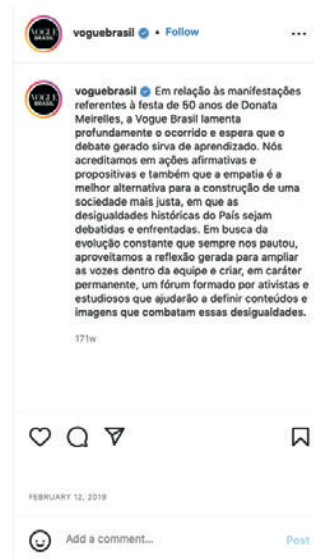 VOGUE
BRASIL
voguebrasil • Follow
...
VOGUE
BRASIL
voguebrasil Em relação às manifestações
referentes à festa de 50 anos de Donata
Meirelles, a Vogue Brasil lamenta
profundamente o ocorrido e espera que o
debate gerado sirva de aprendizado. Nós
acreditamos em ações afirmativas e
propositivas e também que a empatia é a
melhor alternativa para a construção de uma
sociedade mais justa, em que as
desigualdades históricas do País sejam
debatidas e enfrentadas. Em busca da
evolução constante que sempre nos pautou,
aproveitamos a reflexão gerada para ampliar
as vozes dentro da equipe e criar, em caráter
permanente, um fórum formado por ativistas e
estudiosos que ajudarão a definir conteúdos e
imagens que combatam essas desigualdades.
171w
FEBRUARY 12, 2019
Add a comment...
Post